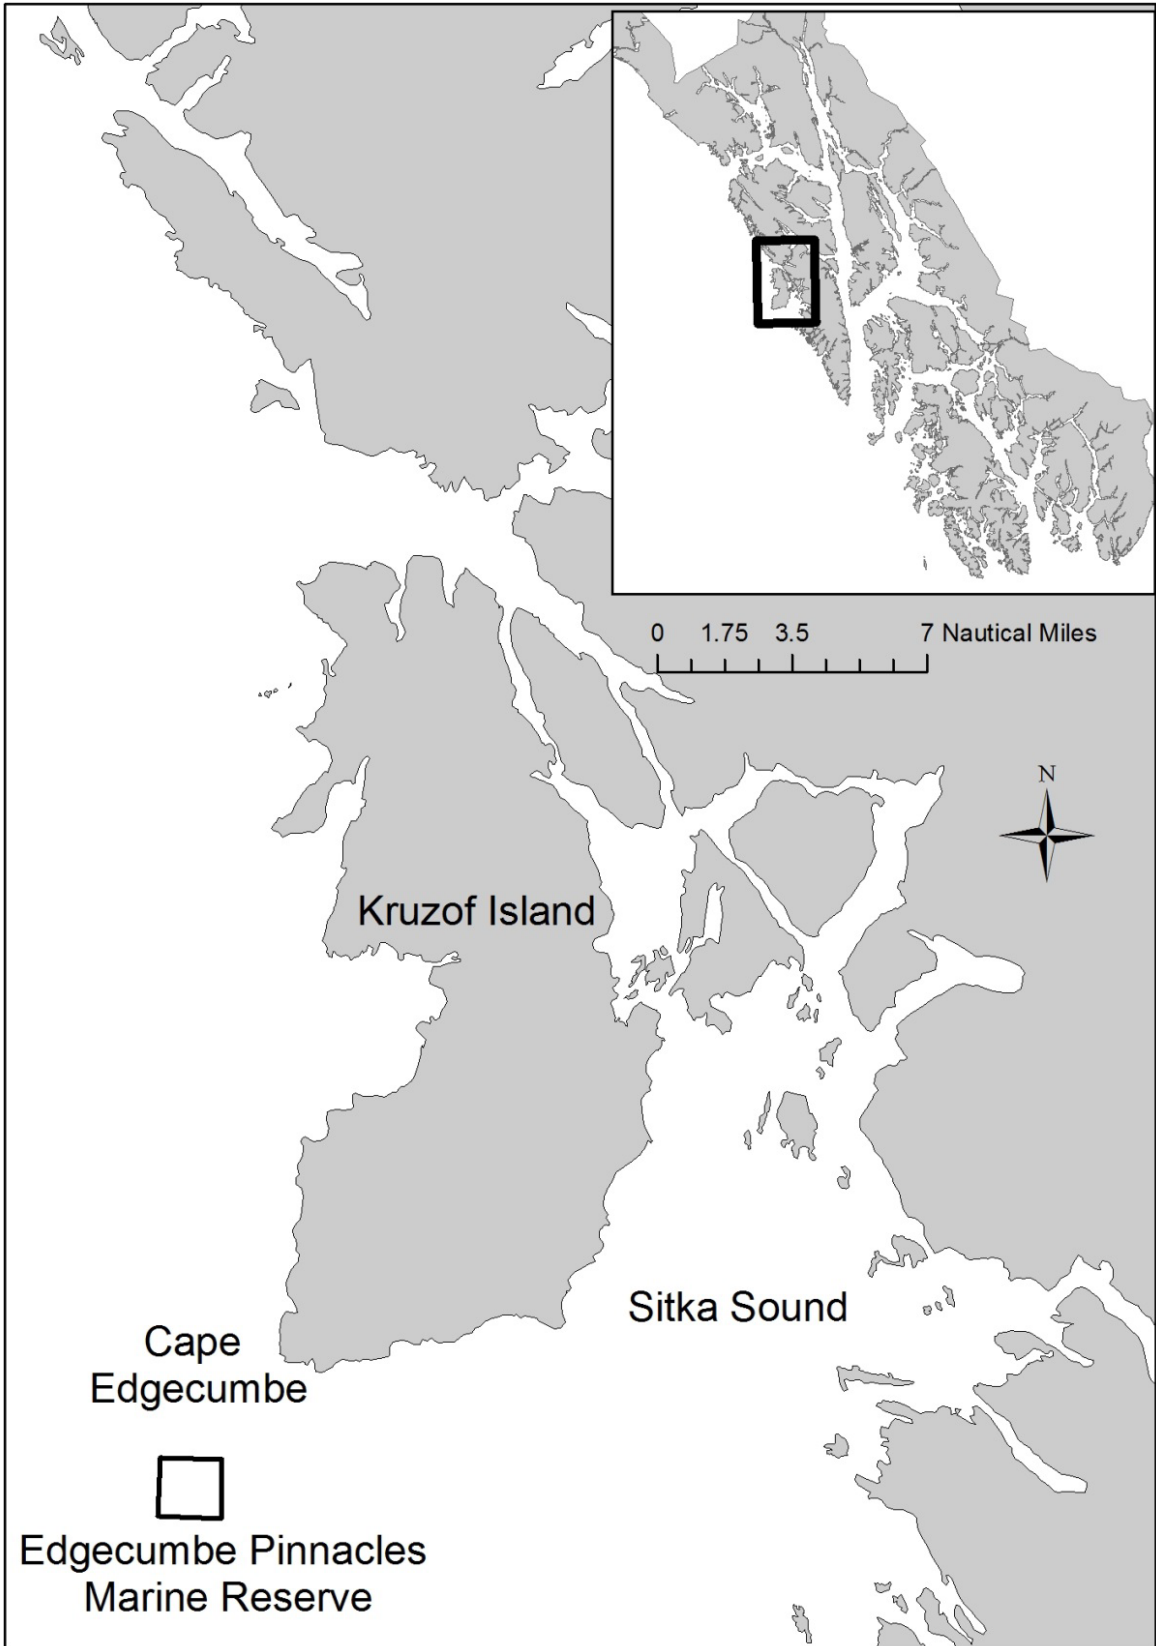 0 1.75 3.5 7 Nautical Miles
N
Kruzof Island
Sitka Sound
Cape
Edgecumbe
Edgecumbe Pinnacles
Marine Reserve